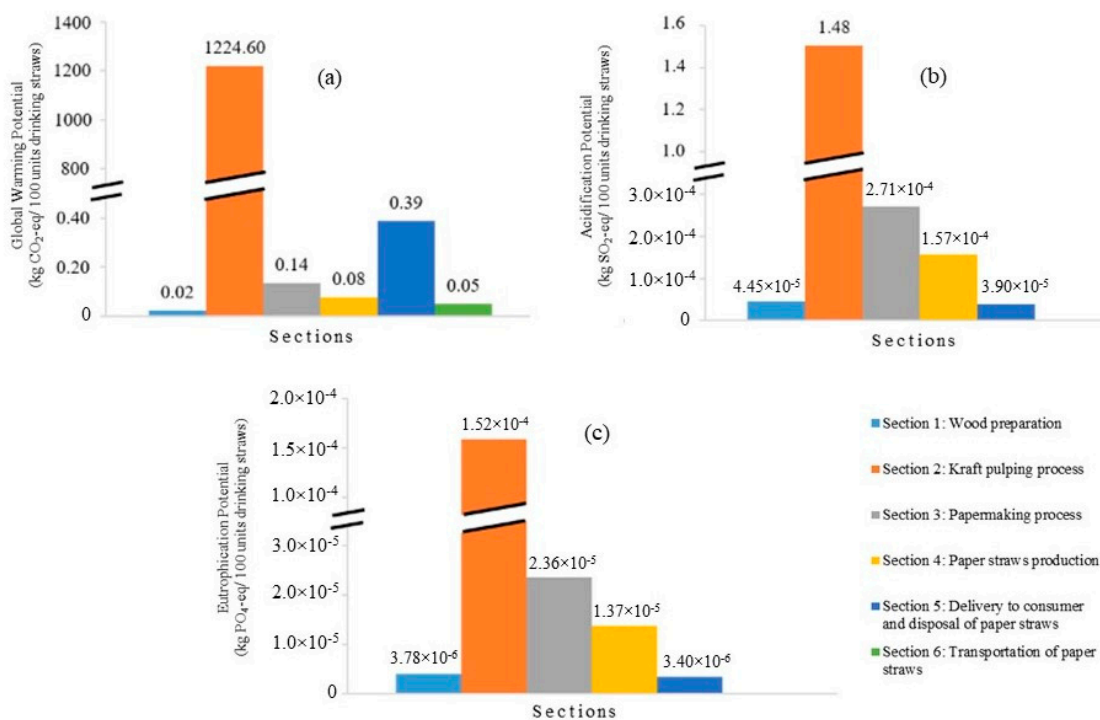 Global Warming Potential
(kg CO₂-eq/ 100 units drinking straws)
1400
1200
1000
800
0.40
0.20
0
1224.60
(a)
0.02
0.14
0.08
0.39
0.05
Sections
Acidification Potential
(kg SO₂-eq/ 100 units drinking straws)
1.6
1.4
1.2
1.0
3.0×10⁻⁴
2.0×10⁻⁴
1.0×10⁻⁴
0
1.48
(b)
4.45×10⁻⁵
2.71×10⁻⁴
1.57×10⁻⁴
3.90×10⁻⁵
Sections
Eutrophication Potential
(kg PO₄-eq/ 100 units drinking straws)
2.0×10⁻⁴
1.5×10⁻⁴
1.0×10⁻⁴
3.0×10⁻⁵
2.0×10⁻⁵
1.0×10⁻⁵
0
1.52×10⁻⁴
(c)
3.78×10⁻⁶
2.36×10⁻⁵
1.37×10⁻⁵
3.40×10⁻⁶
Sections
Section 1: Wood preparation
Section 2: Kraft pulping process
Section 3: Papermaking process
Section 4: Paper straws production
Section 5: Delivery to consumer
and disposal of paper straws
Section 6: Transportation of paper
straws